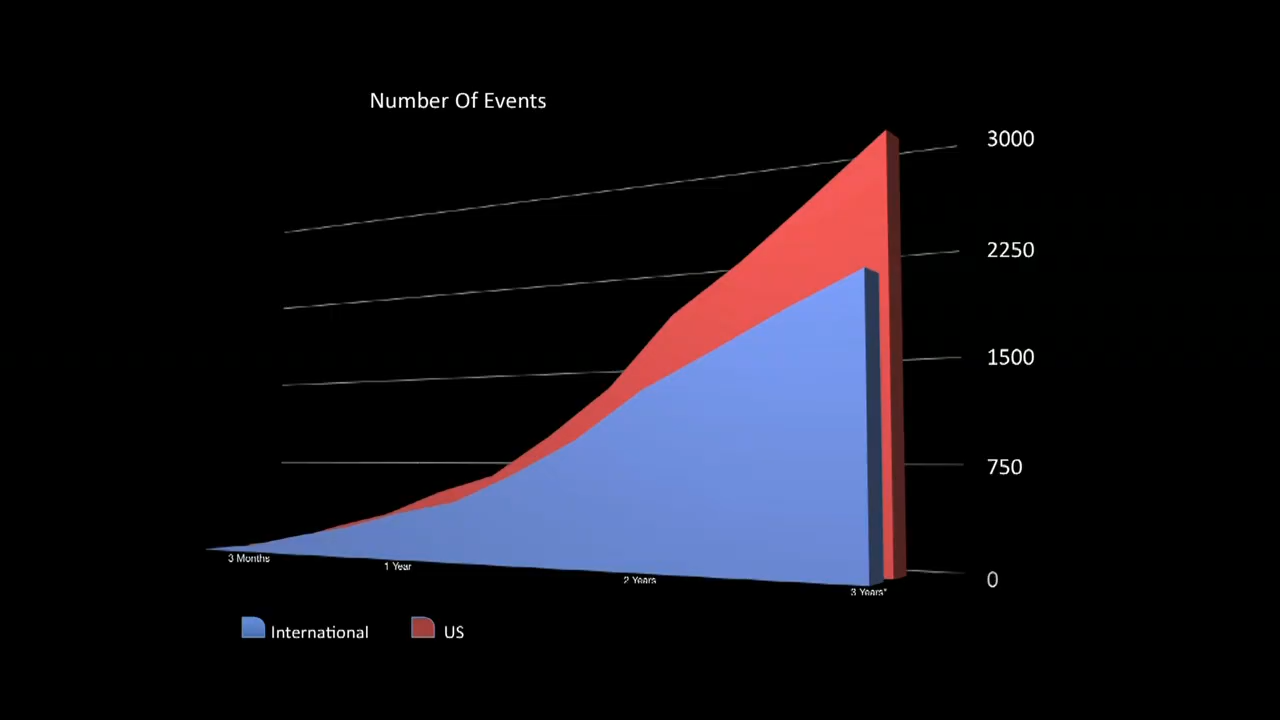 Number Of Events
3000
2250
1500
750
0
3 Months
1 Year
2 Years
3 Years*
International
US